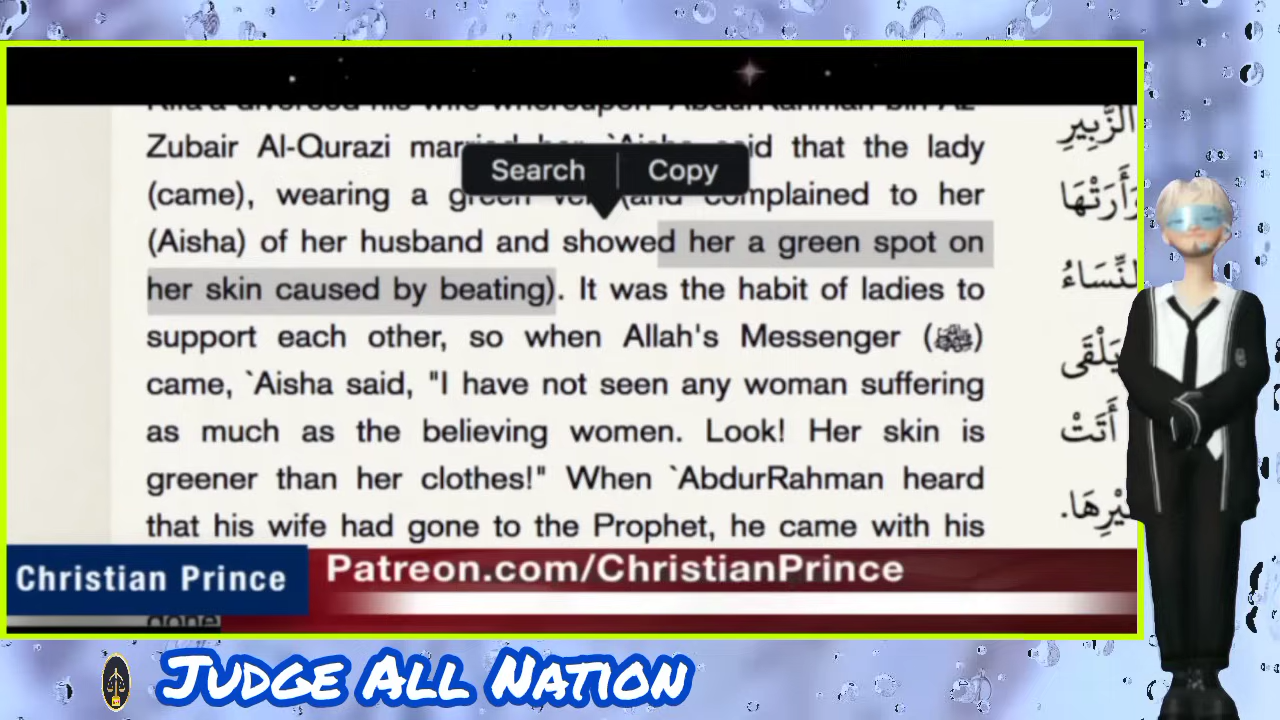 Zubair Al-Qurazi married her. `Aisha said that the lady
Search Copy
(came), wearing a green veil (and complained to her
(Aisha) of her husband and showed her a green spot on
her skin caused by beating). It was the habit of ladies to
support each other, so when Allah's Messenger (ﷺ)
came, `Aisha said, "I have not seen any woman suffering
as much as the believing women. Look! Her skin is
greener than her clothes!" When `AbdurRahman heard
that his wife had gone to the Prophet, he came with his
done
الزَّبِيرِ
أَتَتْ
Christian Prince
Patreon.com/ChristianPrince
Judge All Nation